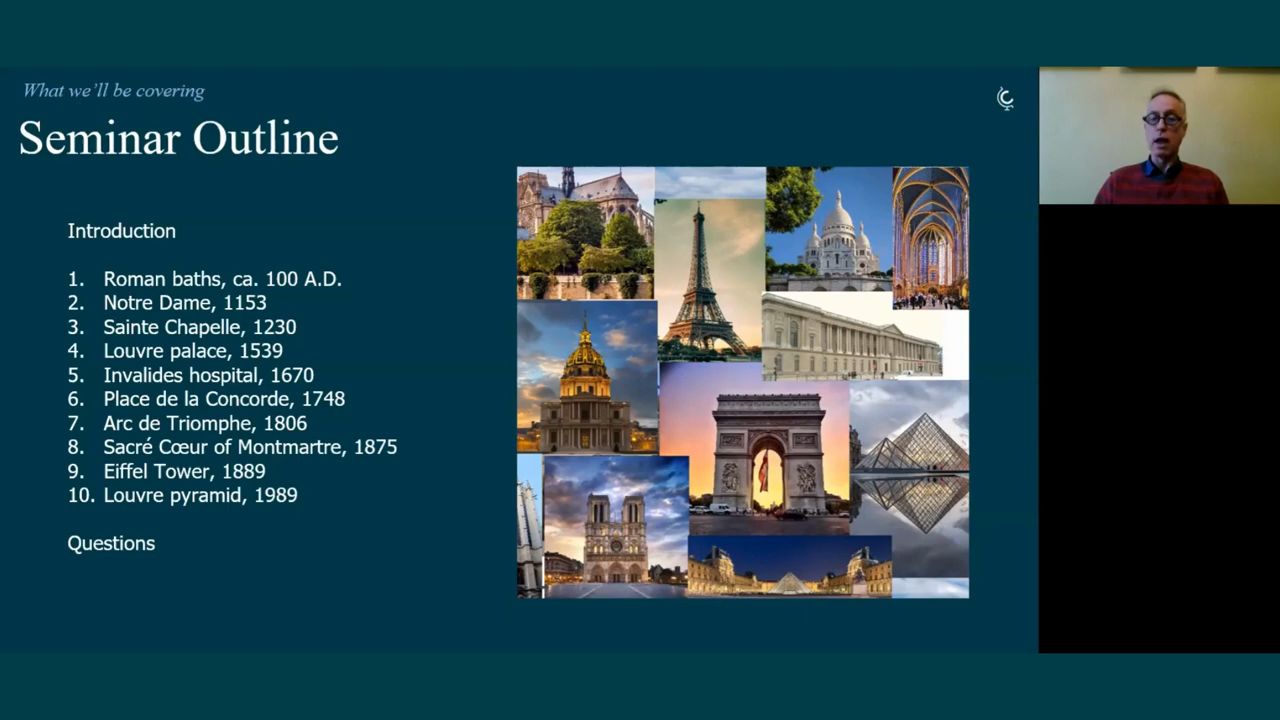 What we'll be covering
Seminar Outline
Introduction
1. Roman baths, ca. 100 A.D.
2. Notre Dame, 1153
3. Sainte Chapelle, 1230
4. Louvre palace, 1539
5. Invalides hospital, 1670
6. Place de la Concorde, 1748
7. Arc de Triomphe, 1806
8. Sacré Cœur of Montmartre, 1875
9. Eiffel Tower, 1889
10. Louvre pyramid, 1989
Questions